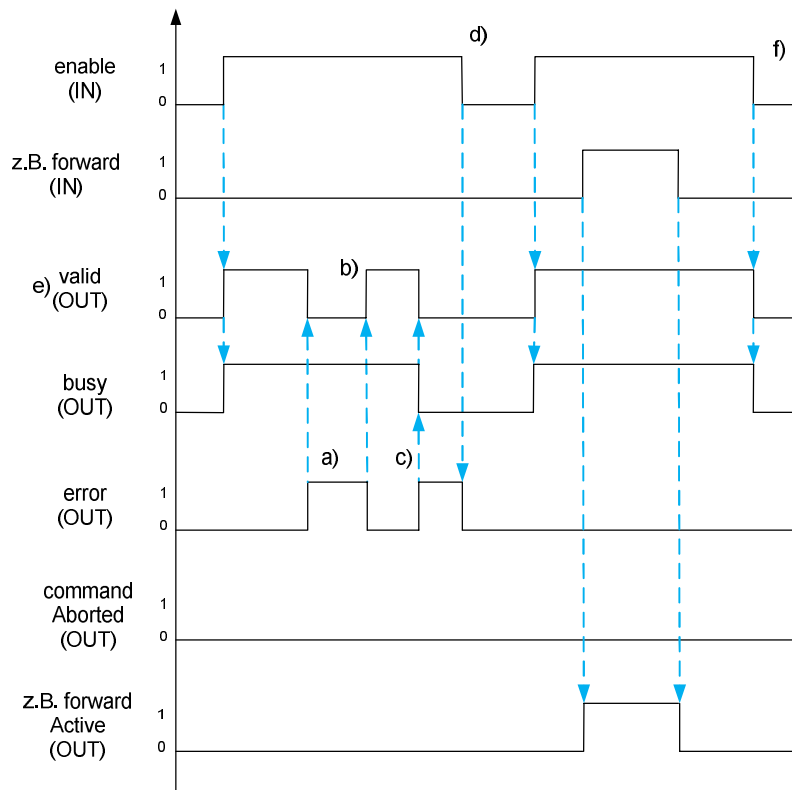 d)
f)
enable
(IN)
1
0
z.B. forward
(IN)
1
0
e)
valid
(OUT)
1
0
b)
busy
(OUT)
1
0
a)
c)
error
(OUT)
1
0
command
Aborted
(OUT)
1
0
z.B. forward
Active
(OUT)
1
0